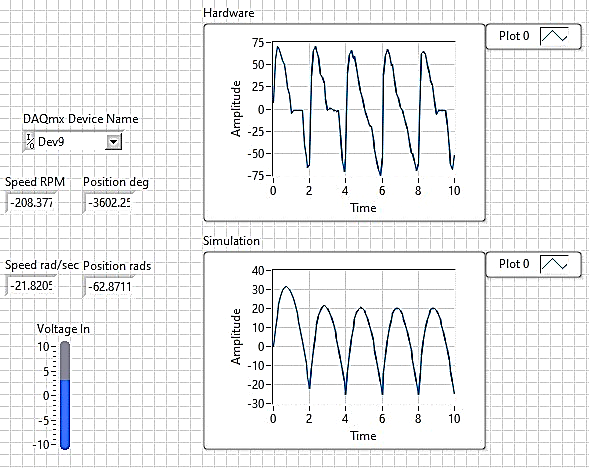 Hardware
Plot 0
75
50
25
0
-25
-50
-75
Amplitude
0 2 4 6 8 10
Time
DAQmx Device Name
I/0 Dev9
Speed RPM Position deg
-208.377 -3602.25
Simulation
Plot 0
40
30
20
10
0
-10
-20
-30
Amplitude
0 2 4 6 8 10
Time
Speed rad/sec Position rads
-21.8205 -62.8711
Voltage In
10
5
0
-5
-10